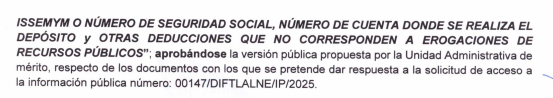 ISSEMYM O NÚMERO DE SEGURIDAD SOCIAL, NÚMERO DE CUENTA DONDE SE REALIZA EL
DEPÓSITO y OTRAS DEDUCCIONES QUE NO CORRESPONDEN A EROGACIONES DE
RECURSOS PÚBLICOS”; aprobándose la versión pública propuesta por la Unidad Administrativa de
mérito, respecto de los documentos con los que se pretende dar respuesta a la solicitud de acceso a
la información pública número: 00147/DIFTLALNE/IP/2025.